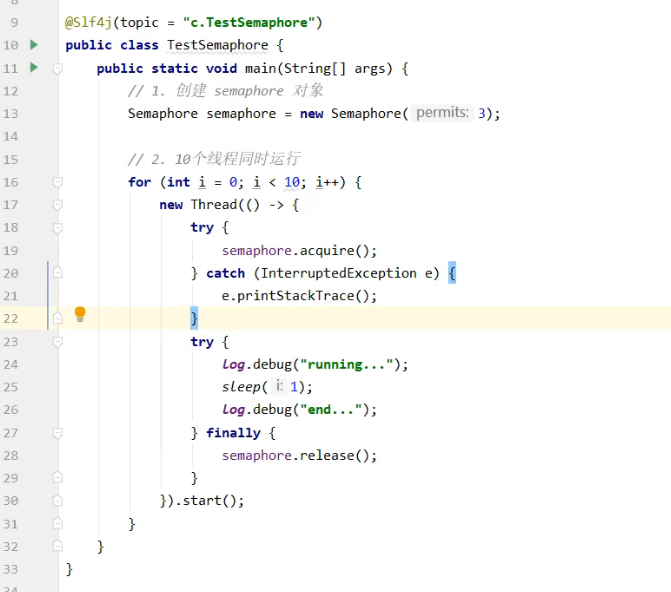 9 @Slf4j(topic = "c.TestSemaphore")
10 public class TestSemaphore {
11 public static void main(String[] args) {
12 // 1. 创建 semaphore 对象
13 Semaphore semaphore = new Semaphore( permits: 3);
14
15 // 2. 10个线程同时运行
16 for (int i = 0; i < 10; i++) {
17 new Thread(() -> {
18 try {
19 semaphore.acquire();
20 } catch (InterruptedException e) {
21 e.printStackTrace();
22 }
23 try {
24 log.debug("running...");
25 sleep( i: 1);
26 log.debug("end...");
27 } finally {
28 semaphore.release();
29 }
30 }).start();
31 }
32 }
33 }